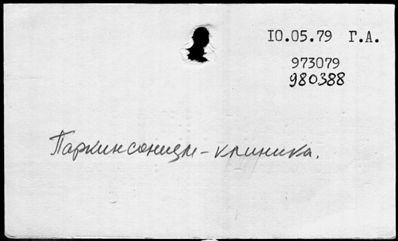 10.05.79 Г.А.
973079
980388
Паркинсонизм - клиника.